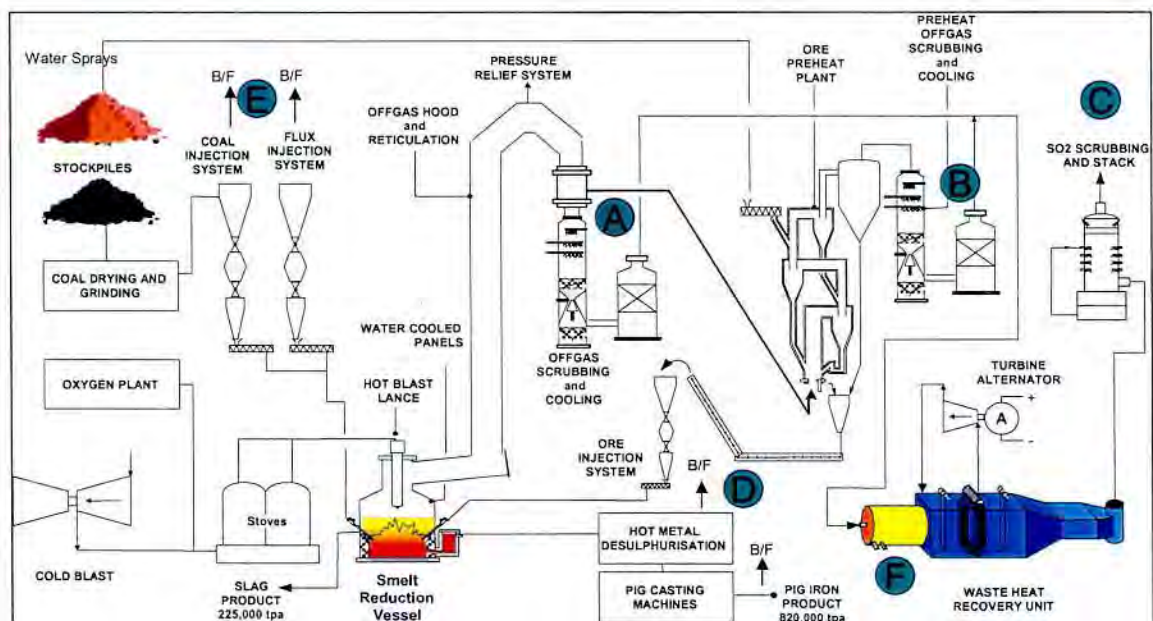 Water Sprays
B/F
E
B/F
COAL
INJECTION
SYSTEM
FLUX
INJECTION
SYSTEM
STOCKPILES
COAL DRYING AND
GRINDING
OXYGEN PLANT
COLD BLAST
Stoves
SLAG
PRODUCT
225,000 tpa
PRESSURE
RELIEF SYSTEM
OFFGAS HOOD
and
RETICULATION
WATER COOLED
PANELS
HOT BLAST
LANCE
Smelt
Reduction
Vessel
A
OFFGAS
SCRUBBING
and
COOLING
ORE
INJECTION
SYSTEM
ORE
PREHEAT
PLANT
PREHEAT
OFFGAS
SCRUBBING
and
COOLING
B
C
SO2 SCRUBBING
AND STACK
TURBINE
ALTERNATOR
A
+
-
B/F
D
HOT METAL
DESULPHURISATION
PIG CASTING
MACHINES
B/F
PIG IRON
PRODUCT
820,000 tpa
F
WASTE HEAT
RECOVERY UNIT